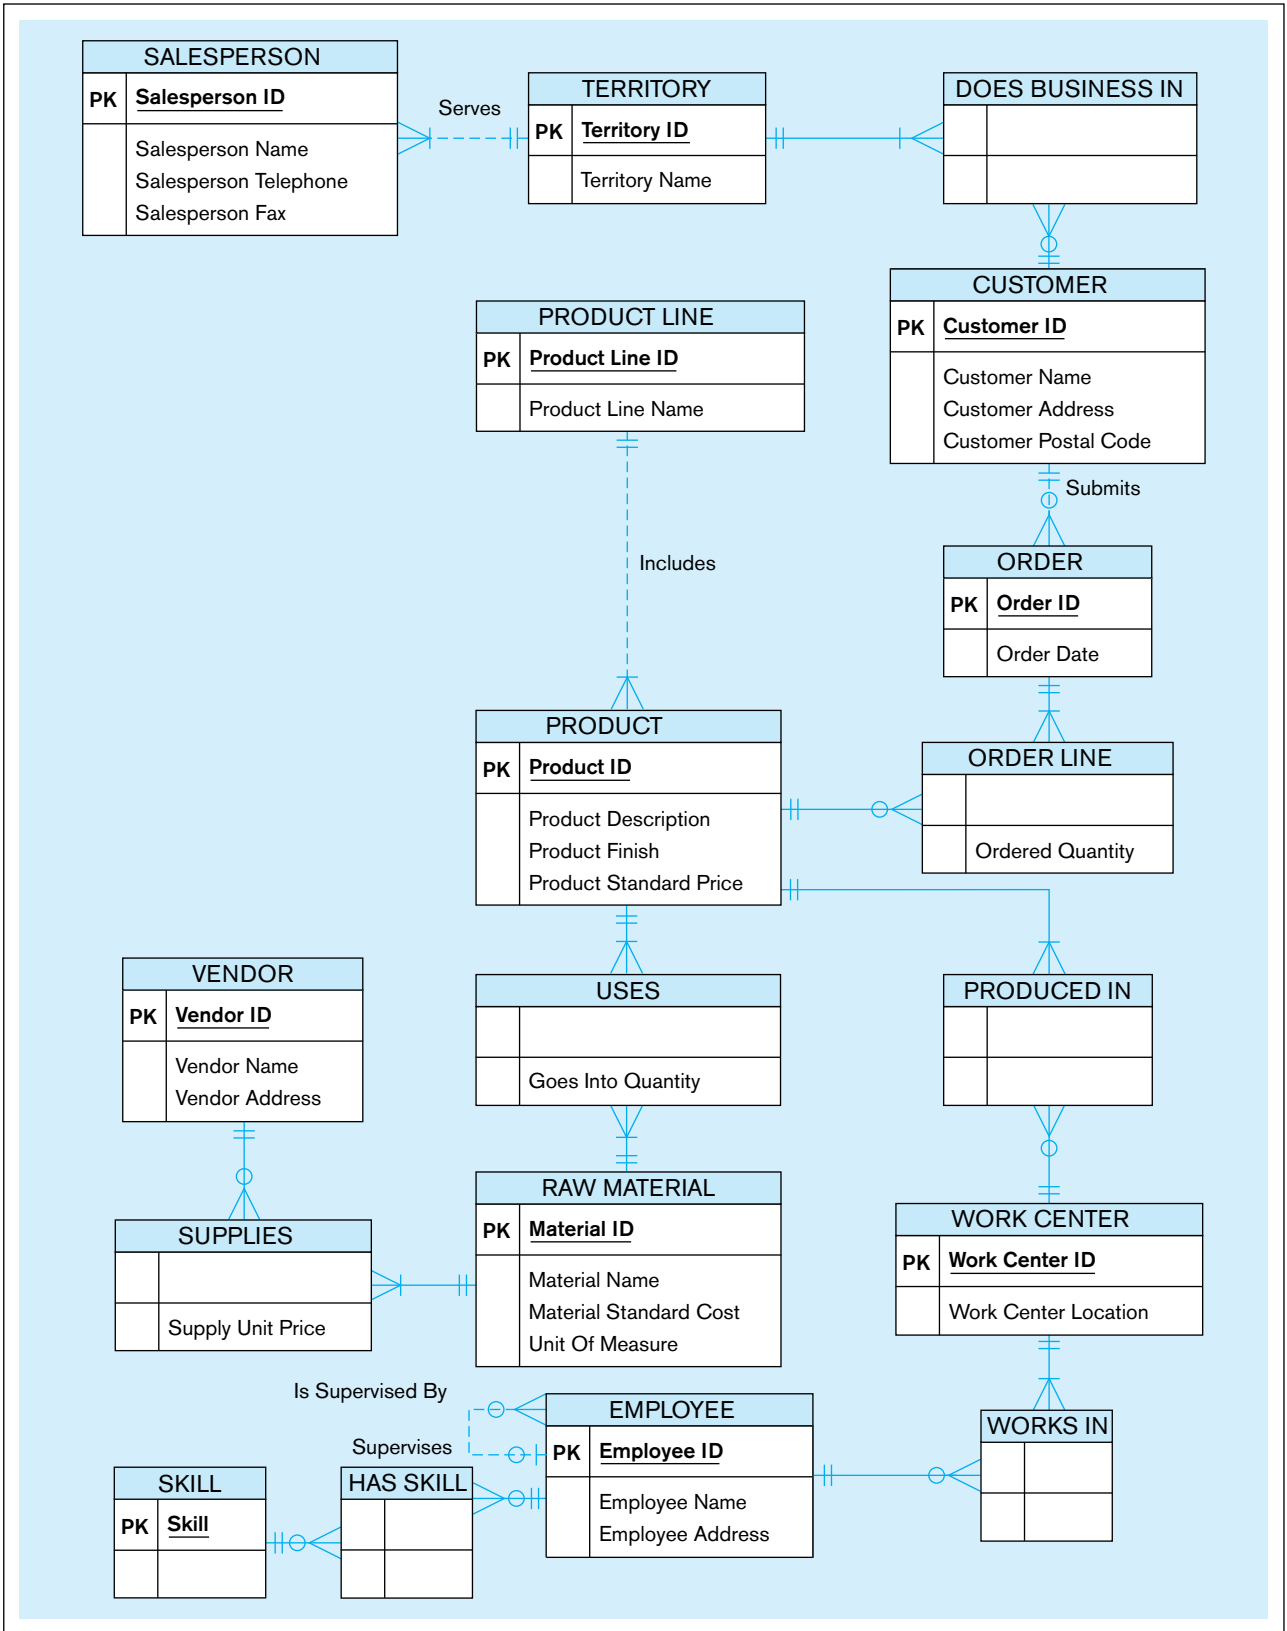 SALESPERSON
PK Salesperson ID
Salesperson Name
Salesperson Telephone
Salesperson Fax
Serves
TERRITORY
PK Territory ID
Territory Name
DOES BUSINESS IN
CUSTOMER
PK Customer ID
Customer Name
Customer Address
Customer Postal Code
PRODUCT LINE
PK Product Line ID
Product Line Name
Submits
Includes
ORDER
PK Order ID
Order Date
PRODUCT
PK Product ID
Product Description
Product Finish
Product Standard Price
ORDER LINE
Ordered Quantity
VENDOR
PK Vendor ID
Vendor Name
Vendor Address
USES
Goes Into Quantity
PRODUCED IN
RAW MATERIAL
PK Material ID
Material Name
Material Standard Cost
Unit Of Measure
SUPPLIES
Supply Unit Price
WORK CENTER
PK Work Center ID
Work Center Location
Is Supervised By
Supervises
EMPLOYEE
PK Employee ID
Employee Name
Employee Address
WORKS IN
SKILL
PK Skill
HAS SKILL